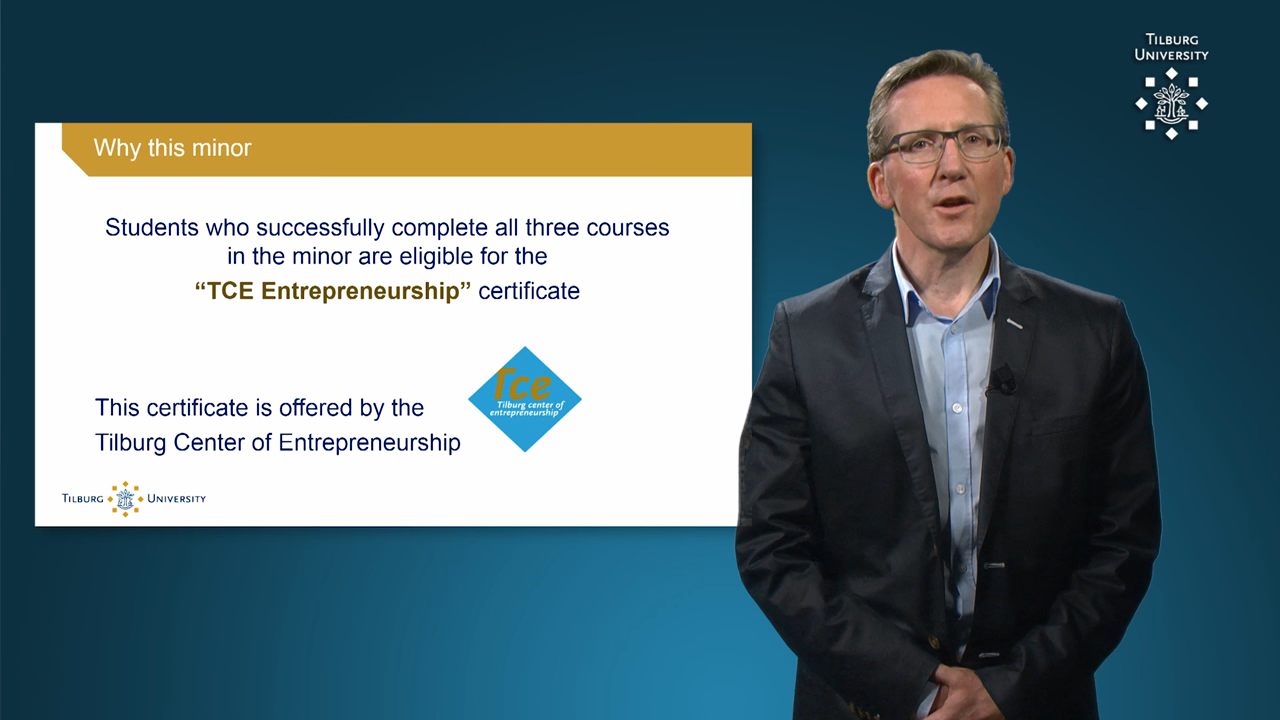 TILBURG
UNIVERSITY
Why this minor
Students who successfully complete all three courses
in the minor are eligible for the
“TCE Entrepreneurship” certificate
This certificate is offered by the
Tilburg Center of Entrepreneurship
Tce
Tilburg center of
entrepreneurship
TILBURG UNIVERSITY